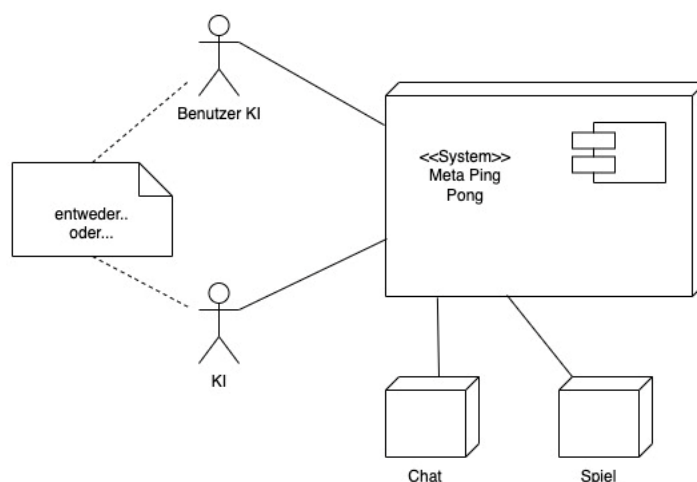 Benutzer KI
<<System>>
Meta Ping
Pong
entweder..
oder...
KI
Chat
Spiel